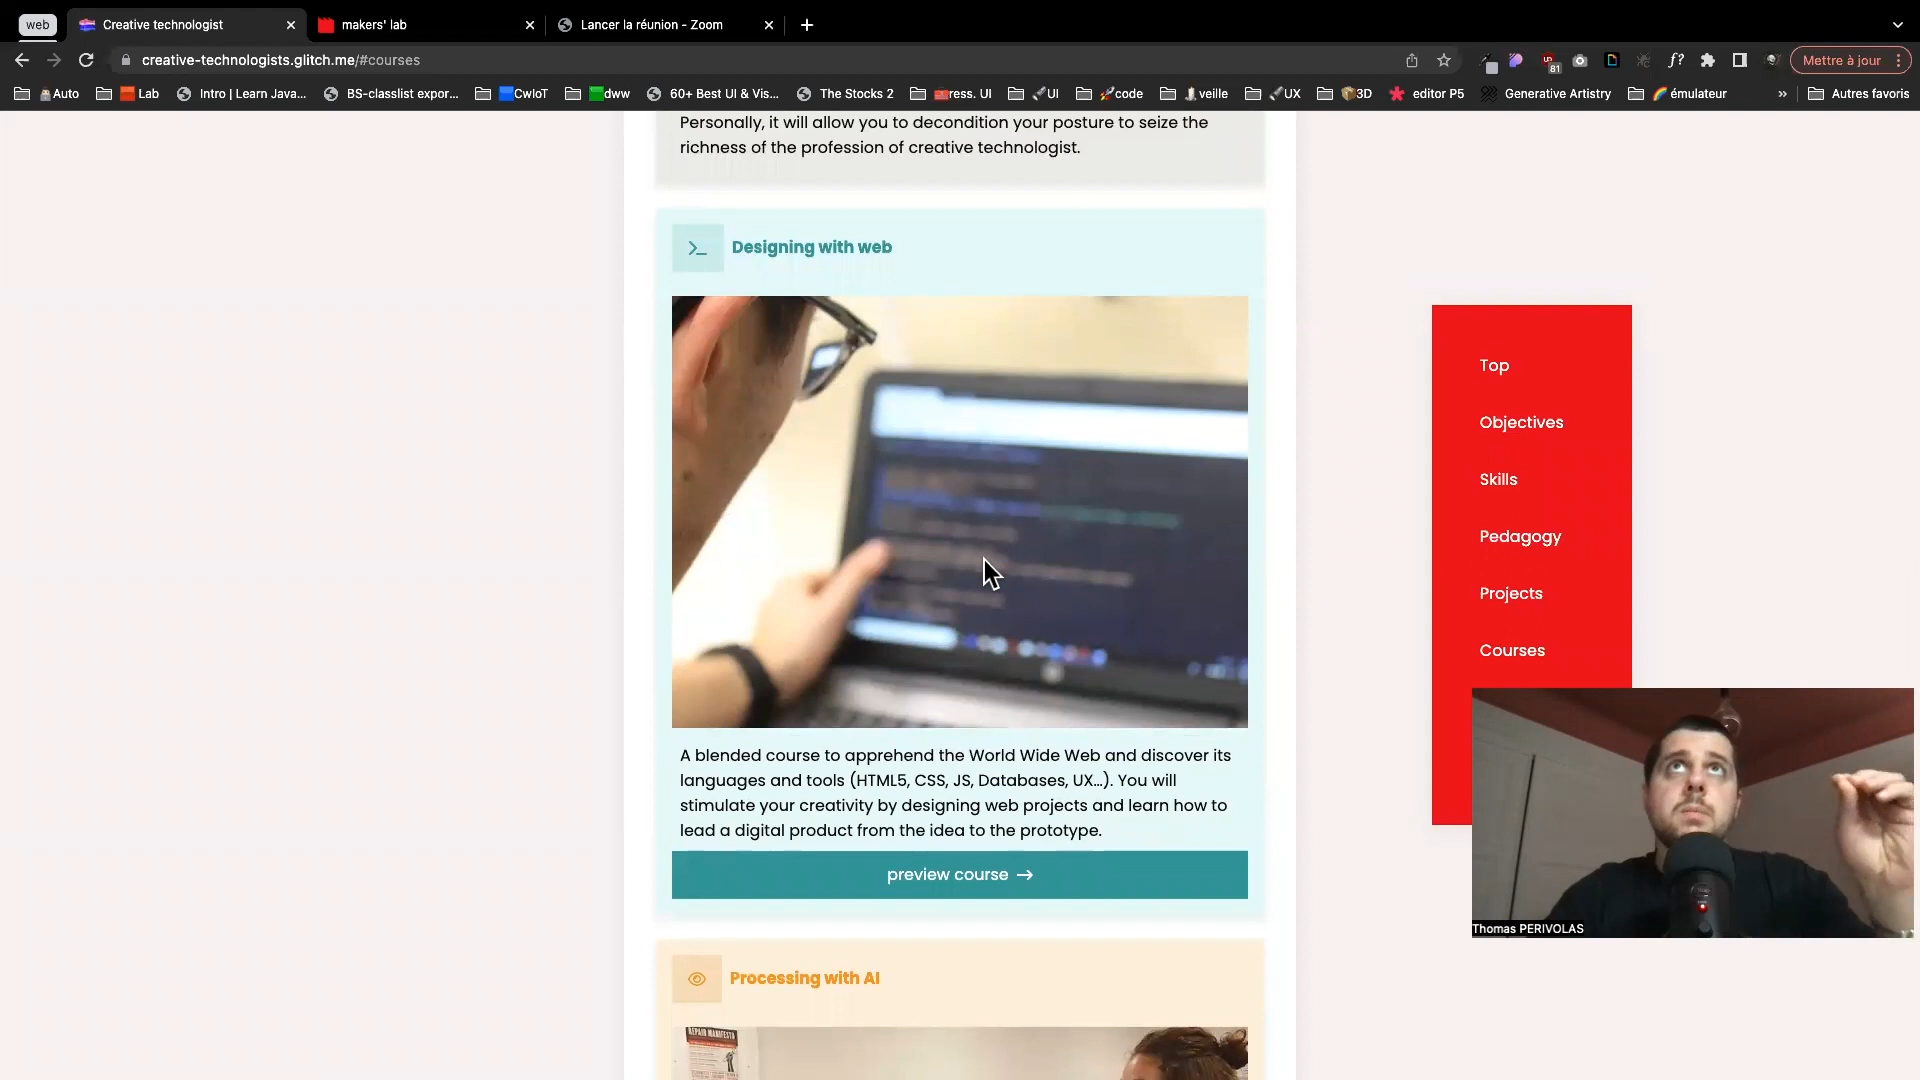 web
Creative technologist
makers' lab
Lancer la réunion - Zoom
creative-technologists.glitch.me/#courses
81
f?
Mettre à jour
Auto
Lab
Intro | Learn Java...
BS-classlist expor...
CwIoT
dww
60+ Best UI & Vis...
The Stocks 2
ress. UI
UI
code
veille
UX
3D
editor P5
Generative Artistry
émulateur
»
Autres favoris
Personally, it will allow you to decondition your posture to seize the
richness of the profession of creative technologist.
Designing with web
A blended course to apprehend the World Wide Web and discover its
languages and tools (HTML5, CSS, JS, Databases, UX...). You will
stimulate your creativity by designing web projects and learn how to
lead a digital product from the idea to the prototype.
preview course →
Processing with AI
REPAIR MANIFESTO
Top
Objectives
Skills
Pedagogy
Projects
Courses
Thomas PERIVOLAS